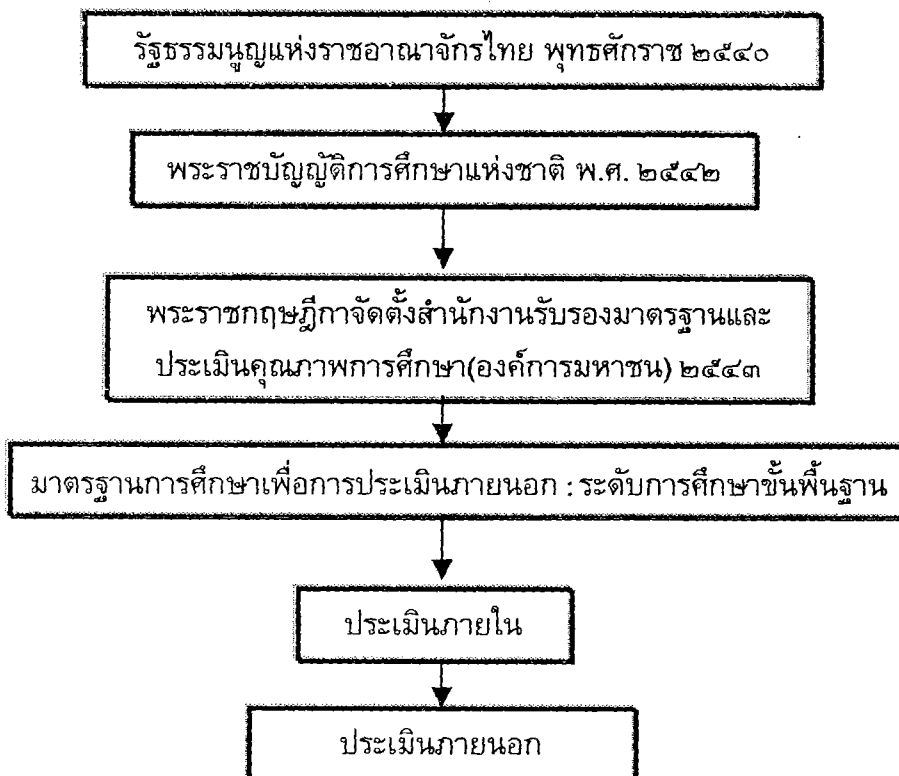 รัฐธรรมนูญแห่งราชอาณาจักรไทย พุทธศักราช ๒๕๔๐
พระราชบัญญัติการศึกษาแห่งชาติ พ.ศ. ๒๕๔๒
พระราชกฤษฎีกาจัดตั้งสำนักงานรับรองมาตรฐานและ
ประเมินคุณภาพการศึกษา(องค์การมหาชน) ๒๕๔๓
มาตรฐานการศึกษาเพื่อการประเมินภายนอก : ระดับการศึกษาขั้นพื้นฐาน
ประเมินภายใน
ประเมินภายนอก